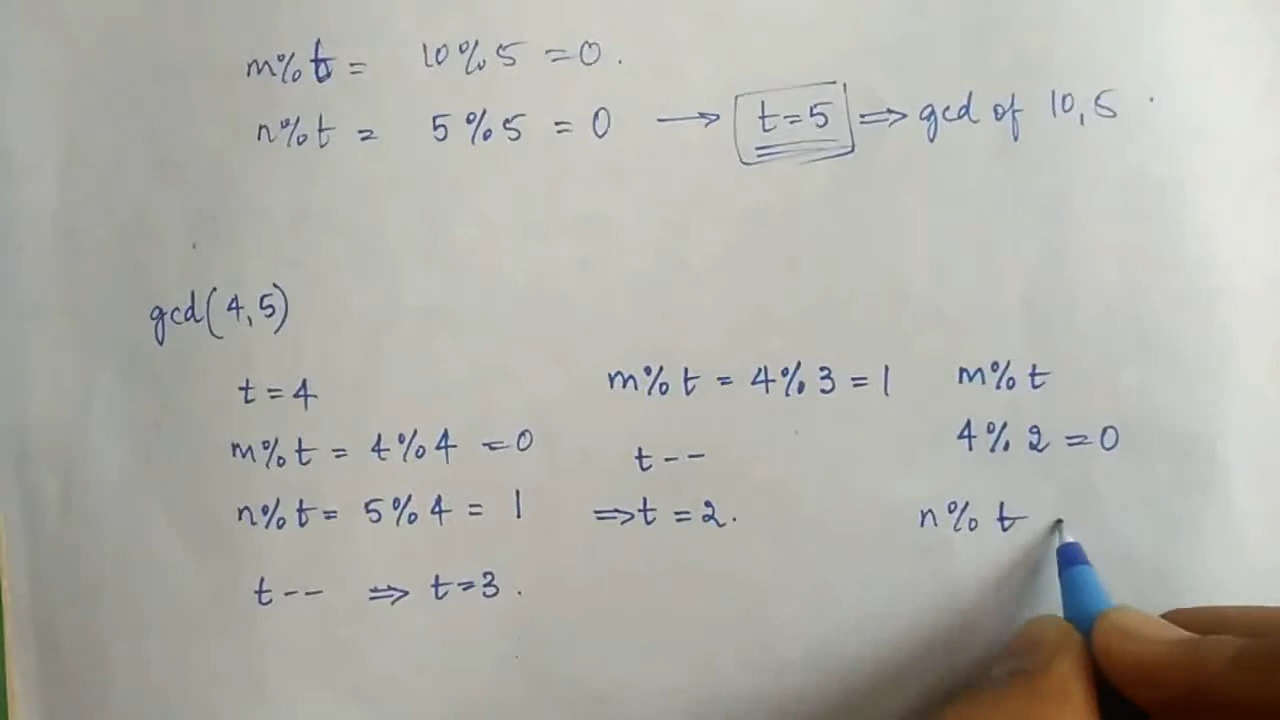 m%t = 10%5 = 0.
n%t = 5%5 = 0 → t=5 ⇒ gcd of 10,5.
gcd(4,5)
t = 4
m%t = 4%4 = 0
n%t = 5%4 = 1
t-- ⇒ t=3.
m%t = 4%3 = 1
t--
⇒t = 2.
m%t
4%2 = 0
n%t